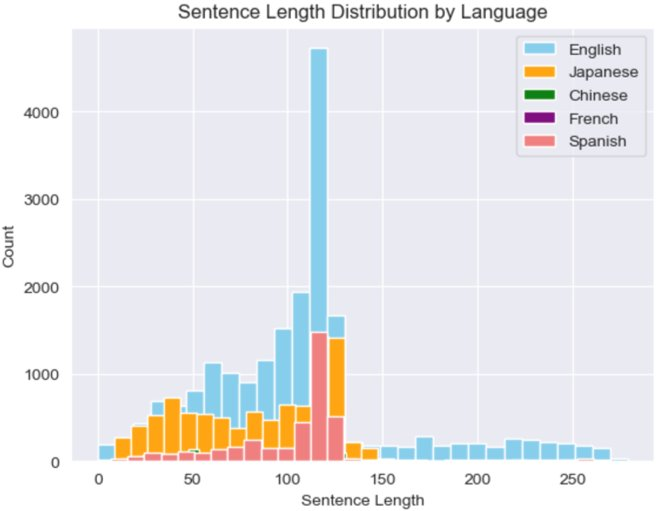 Sentence Length Distribution by Language
English
Japanese
Chinese
French
Spanish
4000
3000
2000
1000
0
Count
0 50 100 150 200 250
Sentence Length